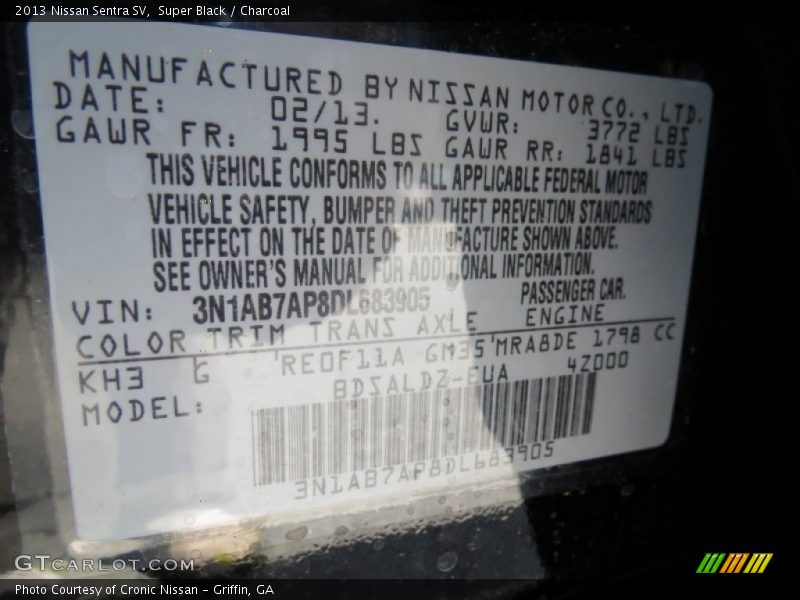 2013 Nissan Sentra SV, Super Black / Charcoal
MANUFACTURED BY NISSAN MOTOR CO., LTD.
DATE: 02/13. GVWR: 3772 LBS
GAWR FR: 1995 LBS GAWR RR: 1841 LBS
THIS VEHICLE CONFORMS TO ALL APPLICABLE FEDERAL MOTOR
VEHICLE SAFETY, BUMPER AND THEFT PREVENTION STANDARDS
IN EFFECT ON THE DATE OF MANUFACTURE SHOWN ABOVE.
SEE OWNER'S MANUAL FOR ADDITIONAL INFORMATION.
VIN: 3N1AB7AP8DL683905 PASSENGER CAR.
COLOR TRIM TRANS AXLE ENGINE
KH3 G 'RE0F11A GM35'MRA8DE 1798 CC
MODEL: BDSALDZ-EUA 4Z000
3N1AB7AP8DL683905
GTCARLOT.COM
Photo Courtesy of Cronic Nissan - Griffin, GA